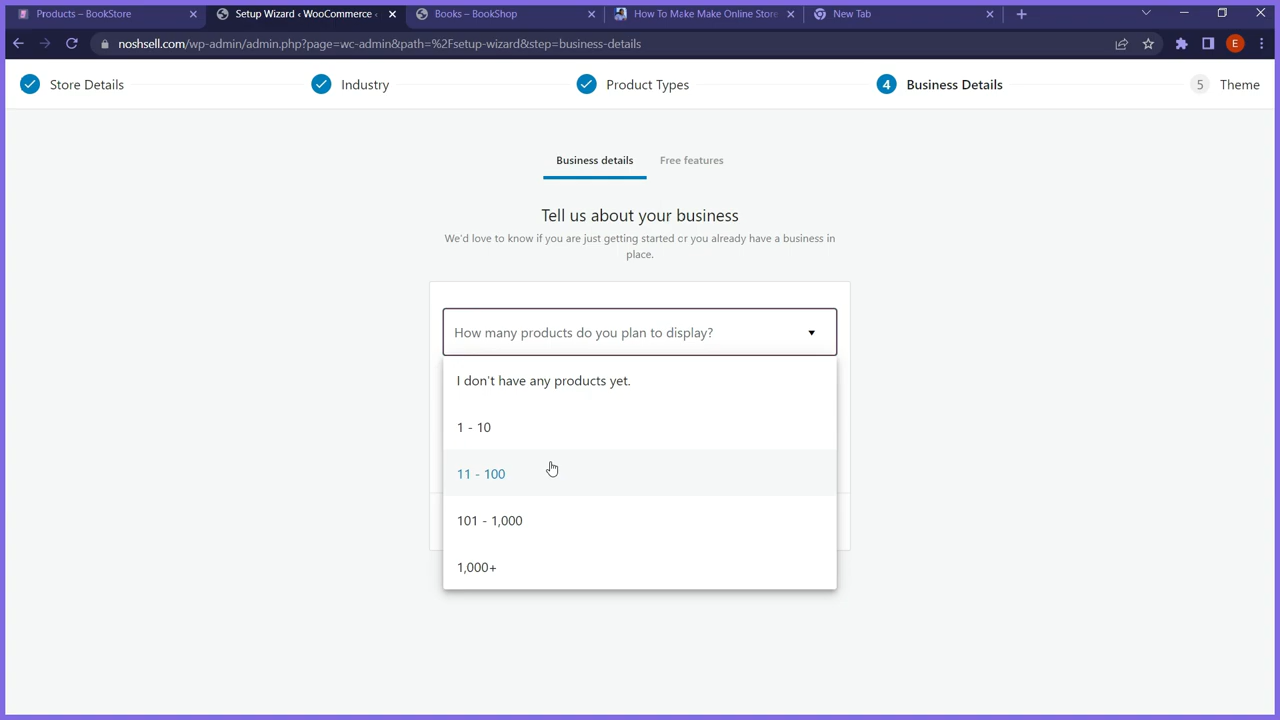 Products – BookStore
Setup Wizard ‹ WooCommerce ‹
Books – BookShop
How To Make Make Online Store
New Tab
noshsell.com/wp-admin/admin.php?page=wc-admin&path=%2Fsetup-wizard&step=business-details
E
Store Details
Industry
Product Types
4 Business Details
5 Theme
Business details
Free features
Tell us about your business
We'd love to know if you are just getting started or you already have a business in
place.
How many products do you plan to display?
I don't have any products yet.
1 - 10
11 - 100
101 - 1,000
1,000+